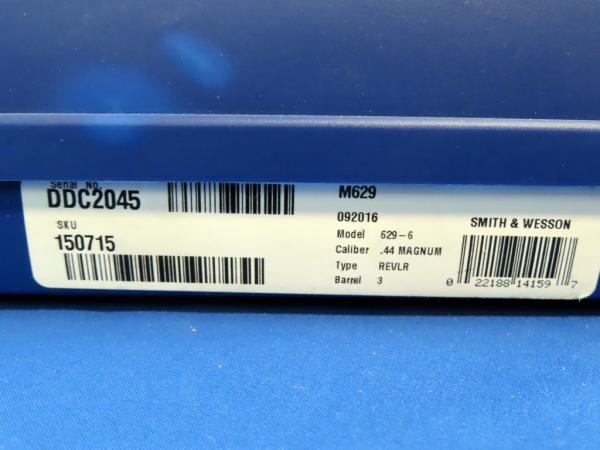 Serial No.
DDC2045
SKU
150715
M629
092016
Model 629-6
Caliber .44 MAGNUM
Type REVLR
Barrel 3
SMITH & WESSON
0 22188 14159 7